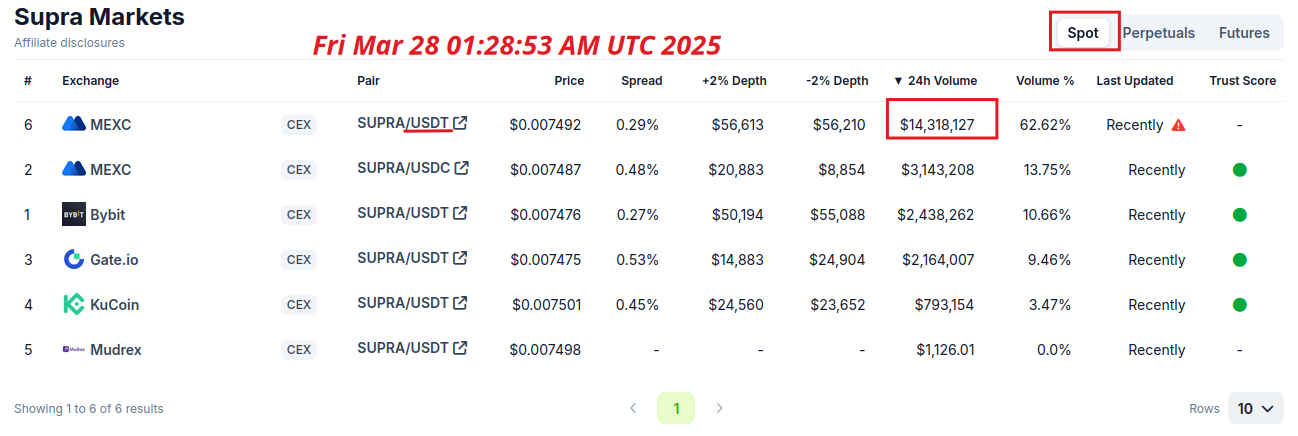 Supra Markets
Affiliate disclosures
Fri Mar 28 01:28:53 AM UTC 2025
Spot Perpetuals Futures
# Exchange Pair Price Spread +2% Depth -2% Depth ▼ 24h Volume Volume % Last Updated Trust Score
6 MEXC CEX SUPRA/USDT $0.007492 0.29% $56,613 $56,210 $14,318,127 62.62% Recently -
2 MEXC CEX SUPRA/USDC $0.007487 0.48% $20,883 $8,854 $3,143,208 13.75% Recently
1 BYBIT Bybit CEX SUPRA/USDT $0.007476 0.27% $50,194 $55,088 $2,438,262 10.66% Recently
3 Gate.io CEX SUPRA/USDT $0.007475 0.53% $14,883 $24,904 $2,164,007 9.46% Recently
4 KuCoin CEX SUPRA/USDT $0.007501 0.45% $24,560 $23,652 $793,154 3.47% Recently
5 Mudrex Mudrex CEX SUPRA/USDT $0.007498 - - - $1,126.01 0.0% Recently -
Showing 1 to 6 of 6 results
1
Rows 10